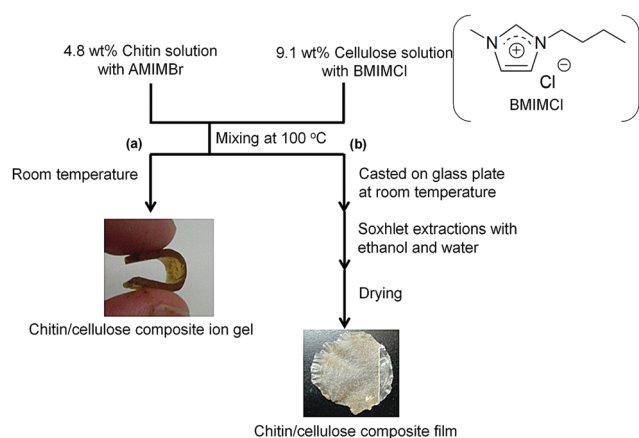 4.8 wt% Chitin solution
with AMIMBr
9.1 wt% Cellulose solution
with BMIMCl
N
N
+
Cl
−
BMIMCl
(a)
Mixing at 100 ºC
(b)
Room temperature
Casted on glass plate
at room temperature
Soxhlet extractions with
ethanol and water
Drying
Chitin/cellulose composite ion gel
Chitin/cellulose composite film